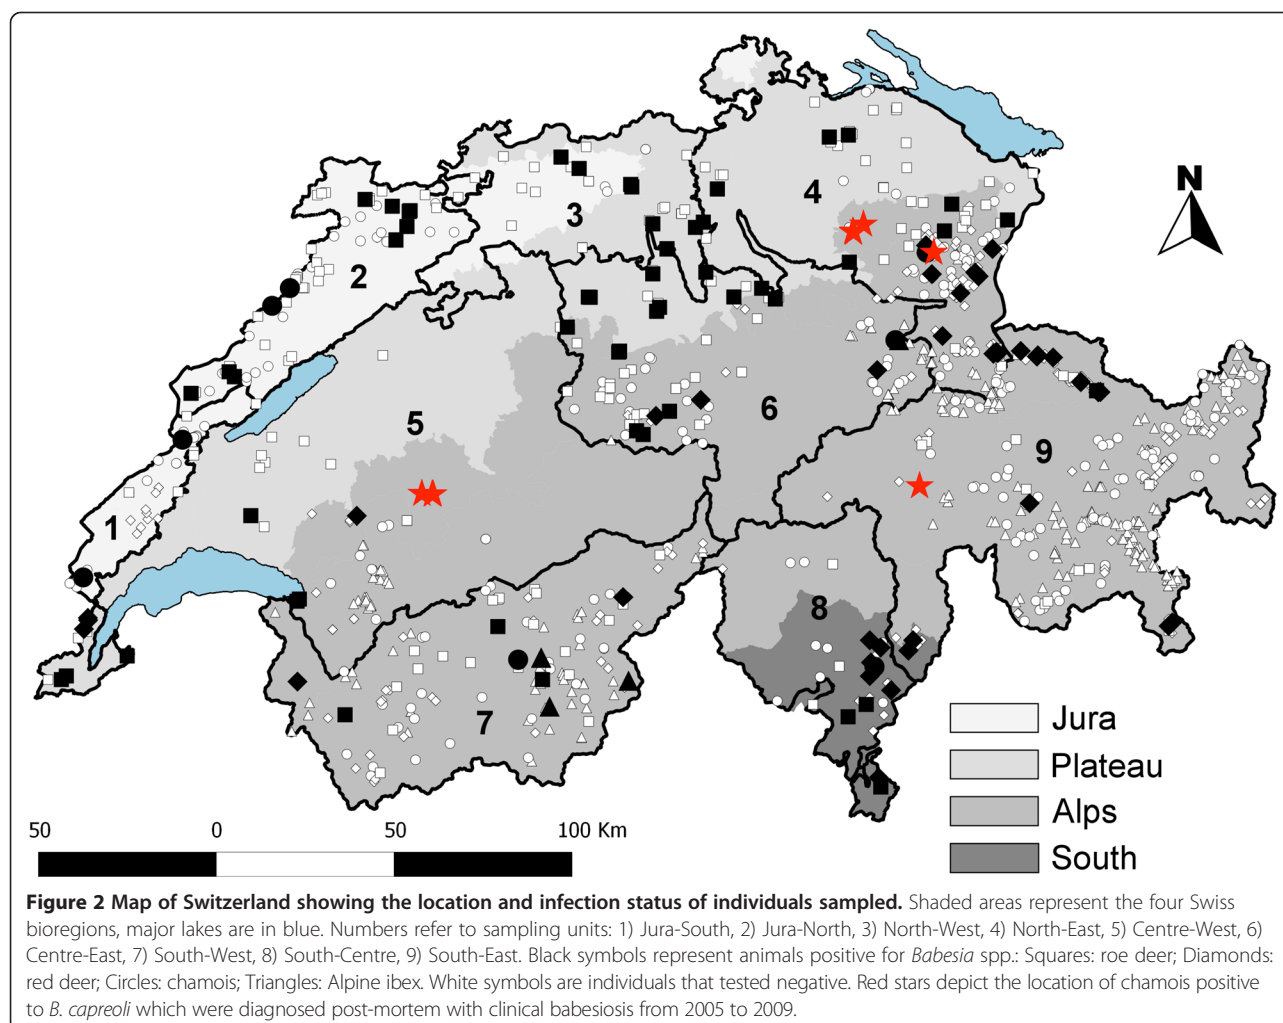 N
4
3
2
5
6
9
1
8
7
Jura
Plateau
Alps
South
50 0 50 100 Km
Figure 2 Map of Switzerland showing the location and infection status of individuals sampled. Shaded areas represent the four Swiss
bioregions, major lakes are in blue. Numbers refer to sampling units: 1) Jura-South, 2) Jura-North, 3) North-West, 4) North-East, 5) Centre-West, 6)
Centre-East, 7) South-West, 8) South-Centre, 9) South-East. Black symbols represent animals positive for Babesia spp.: Squares: roe deer; Diamonds:
red deer; Circles: chamois; Triangles: Alpine ibex. White symbols are individuals that tested negative. Red stars depict the location of chamois positive
to B. capreoli which were diagnosed post-mortem with clinical babesiosis from 2005 to 2009.